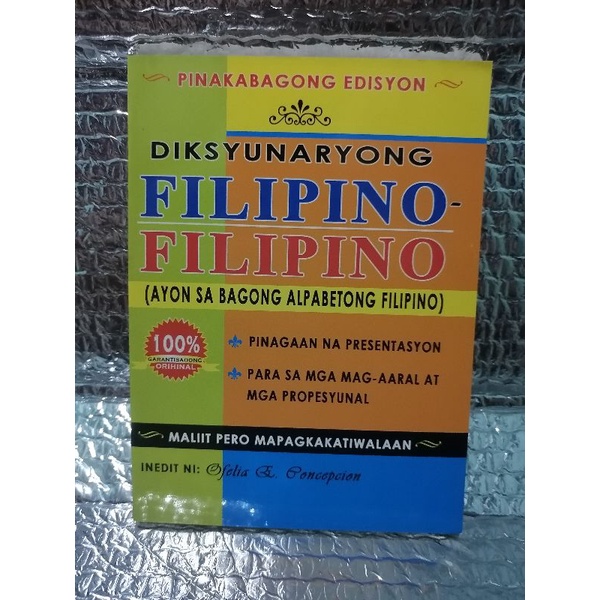 PINAKABAGONG EDISYON
DIKSYUNARYONG
FILIPINO-
FILIPINO
(AYON SA BAGONG ALPABETONG FILIPINO)
100%
GARANTISADONG
ORIHINAL
PINAGAAN NA PRESENTASYON
PARA SA MGA MAG-AARAL AT
MGA PROPESYUNAL
MALIIT PERO MAPAGKAKATIWALAAN
INEDIT NI: Ofelia E. Concepcion